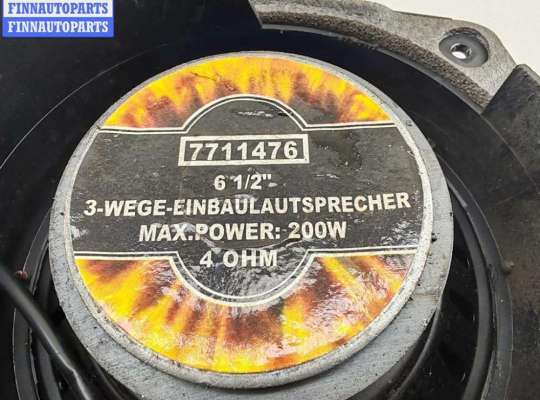 FINNAUTOPARTS
FINNAUTOPARTS
7711476
6 1/2"
3-WEGE-EINBAULAUTSPRECHER
MAX.POWER: 200W
4 OHM